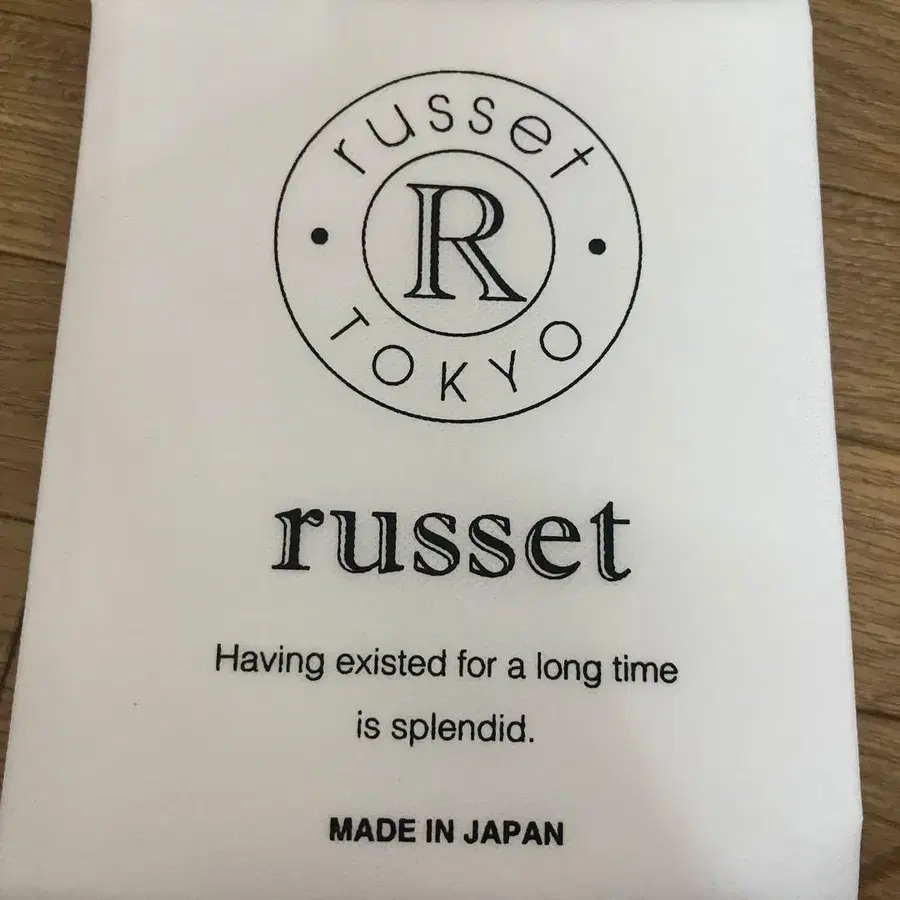 russet
R
TOKYO
russet
Having existed for a long time
is splendid.
MADE IN JAPAN